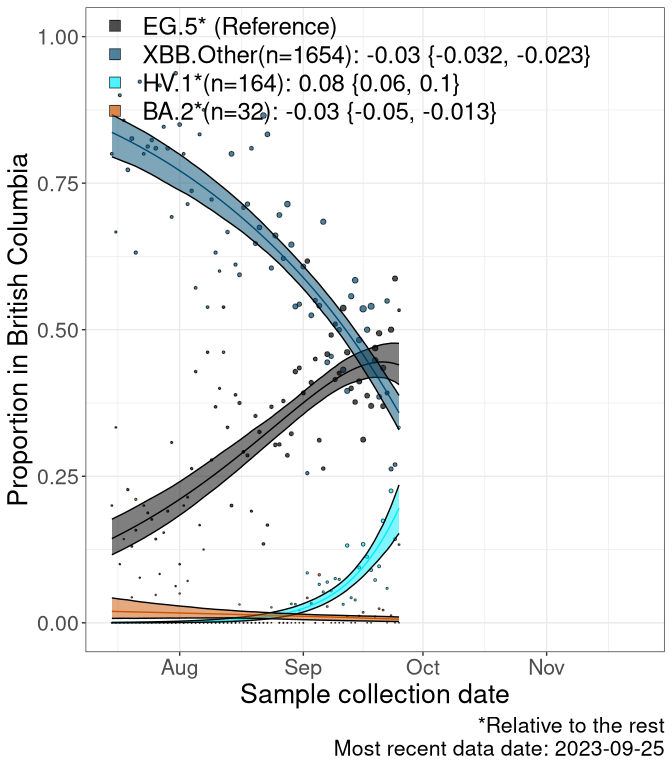 EG.5* (Reference)
XBB.Other(n=1654): -0.03 {-0.032, -0.023}
HV.1*(n=164): 0.08 {0.06, 0.1}
BA.2*(n=32): -0.03 {-0.05, -0.013}
1.00
0.75
0.50
0.25
0.00
Proportion in British Columbia
Aug Sep Oct Nov
Sample collection date
*Relative to the rest
Most recent data date: 2023-09-25